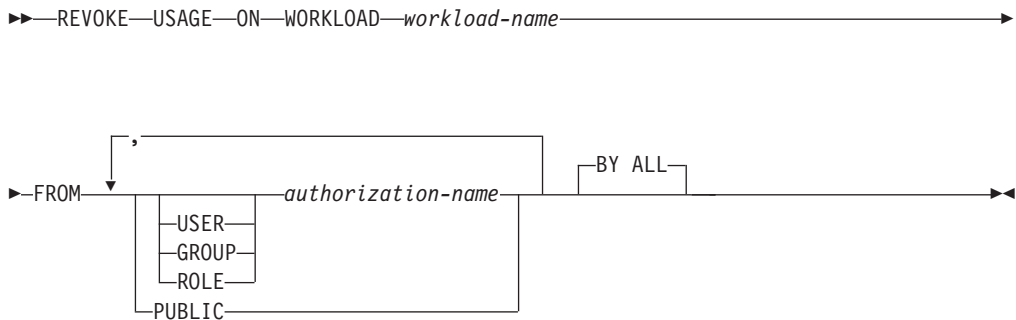 REVOKE USAGE ON WORKLOAD workload-name
,
BY ALL
FROM authorization-name
USER
GROUP
ROLE
PUBLIC